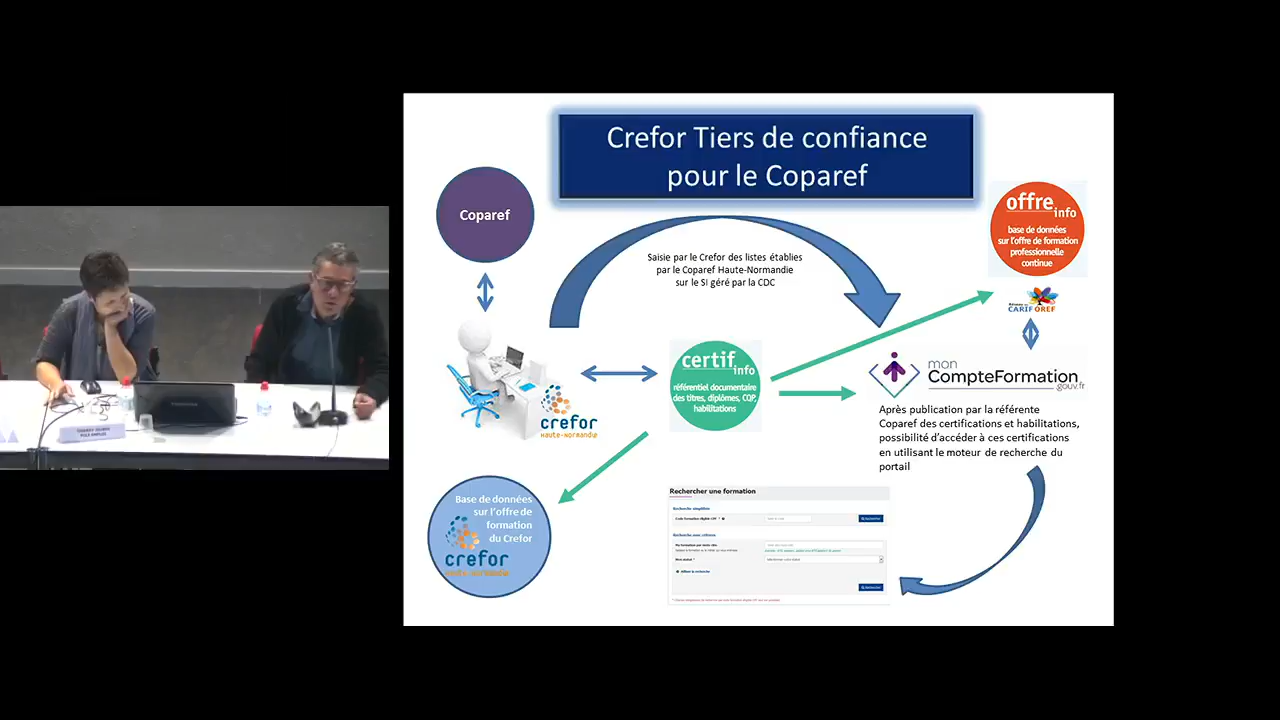 Crefor Tiers de confiance
pour le Coparef
Coparef
offre
info
base de données
sur l'offre de formation
professionnelle
continue
Saisie par le Crefor des listes établies
par le Coparef Haute-Normandie
sur le SI géré par la CDC
CARIF OREF
certif
info
référentiel documentaire
des titres, diplômes, CQP,
habilitations
mon
CompteFormation
gouv.fr
crefor
HAUTE-NORMANDIE
Après publication par la référente
Coparef des certifications et habilitations,
possibilité d'accéder à ces certifications
en utilisant le moteur de recherche du
portail
Base de données
sur l'offre de
formation
du Crefor
crefor
HAUTE-NORMANDIE
Rechercher une formation
Recherche simplifiée